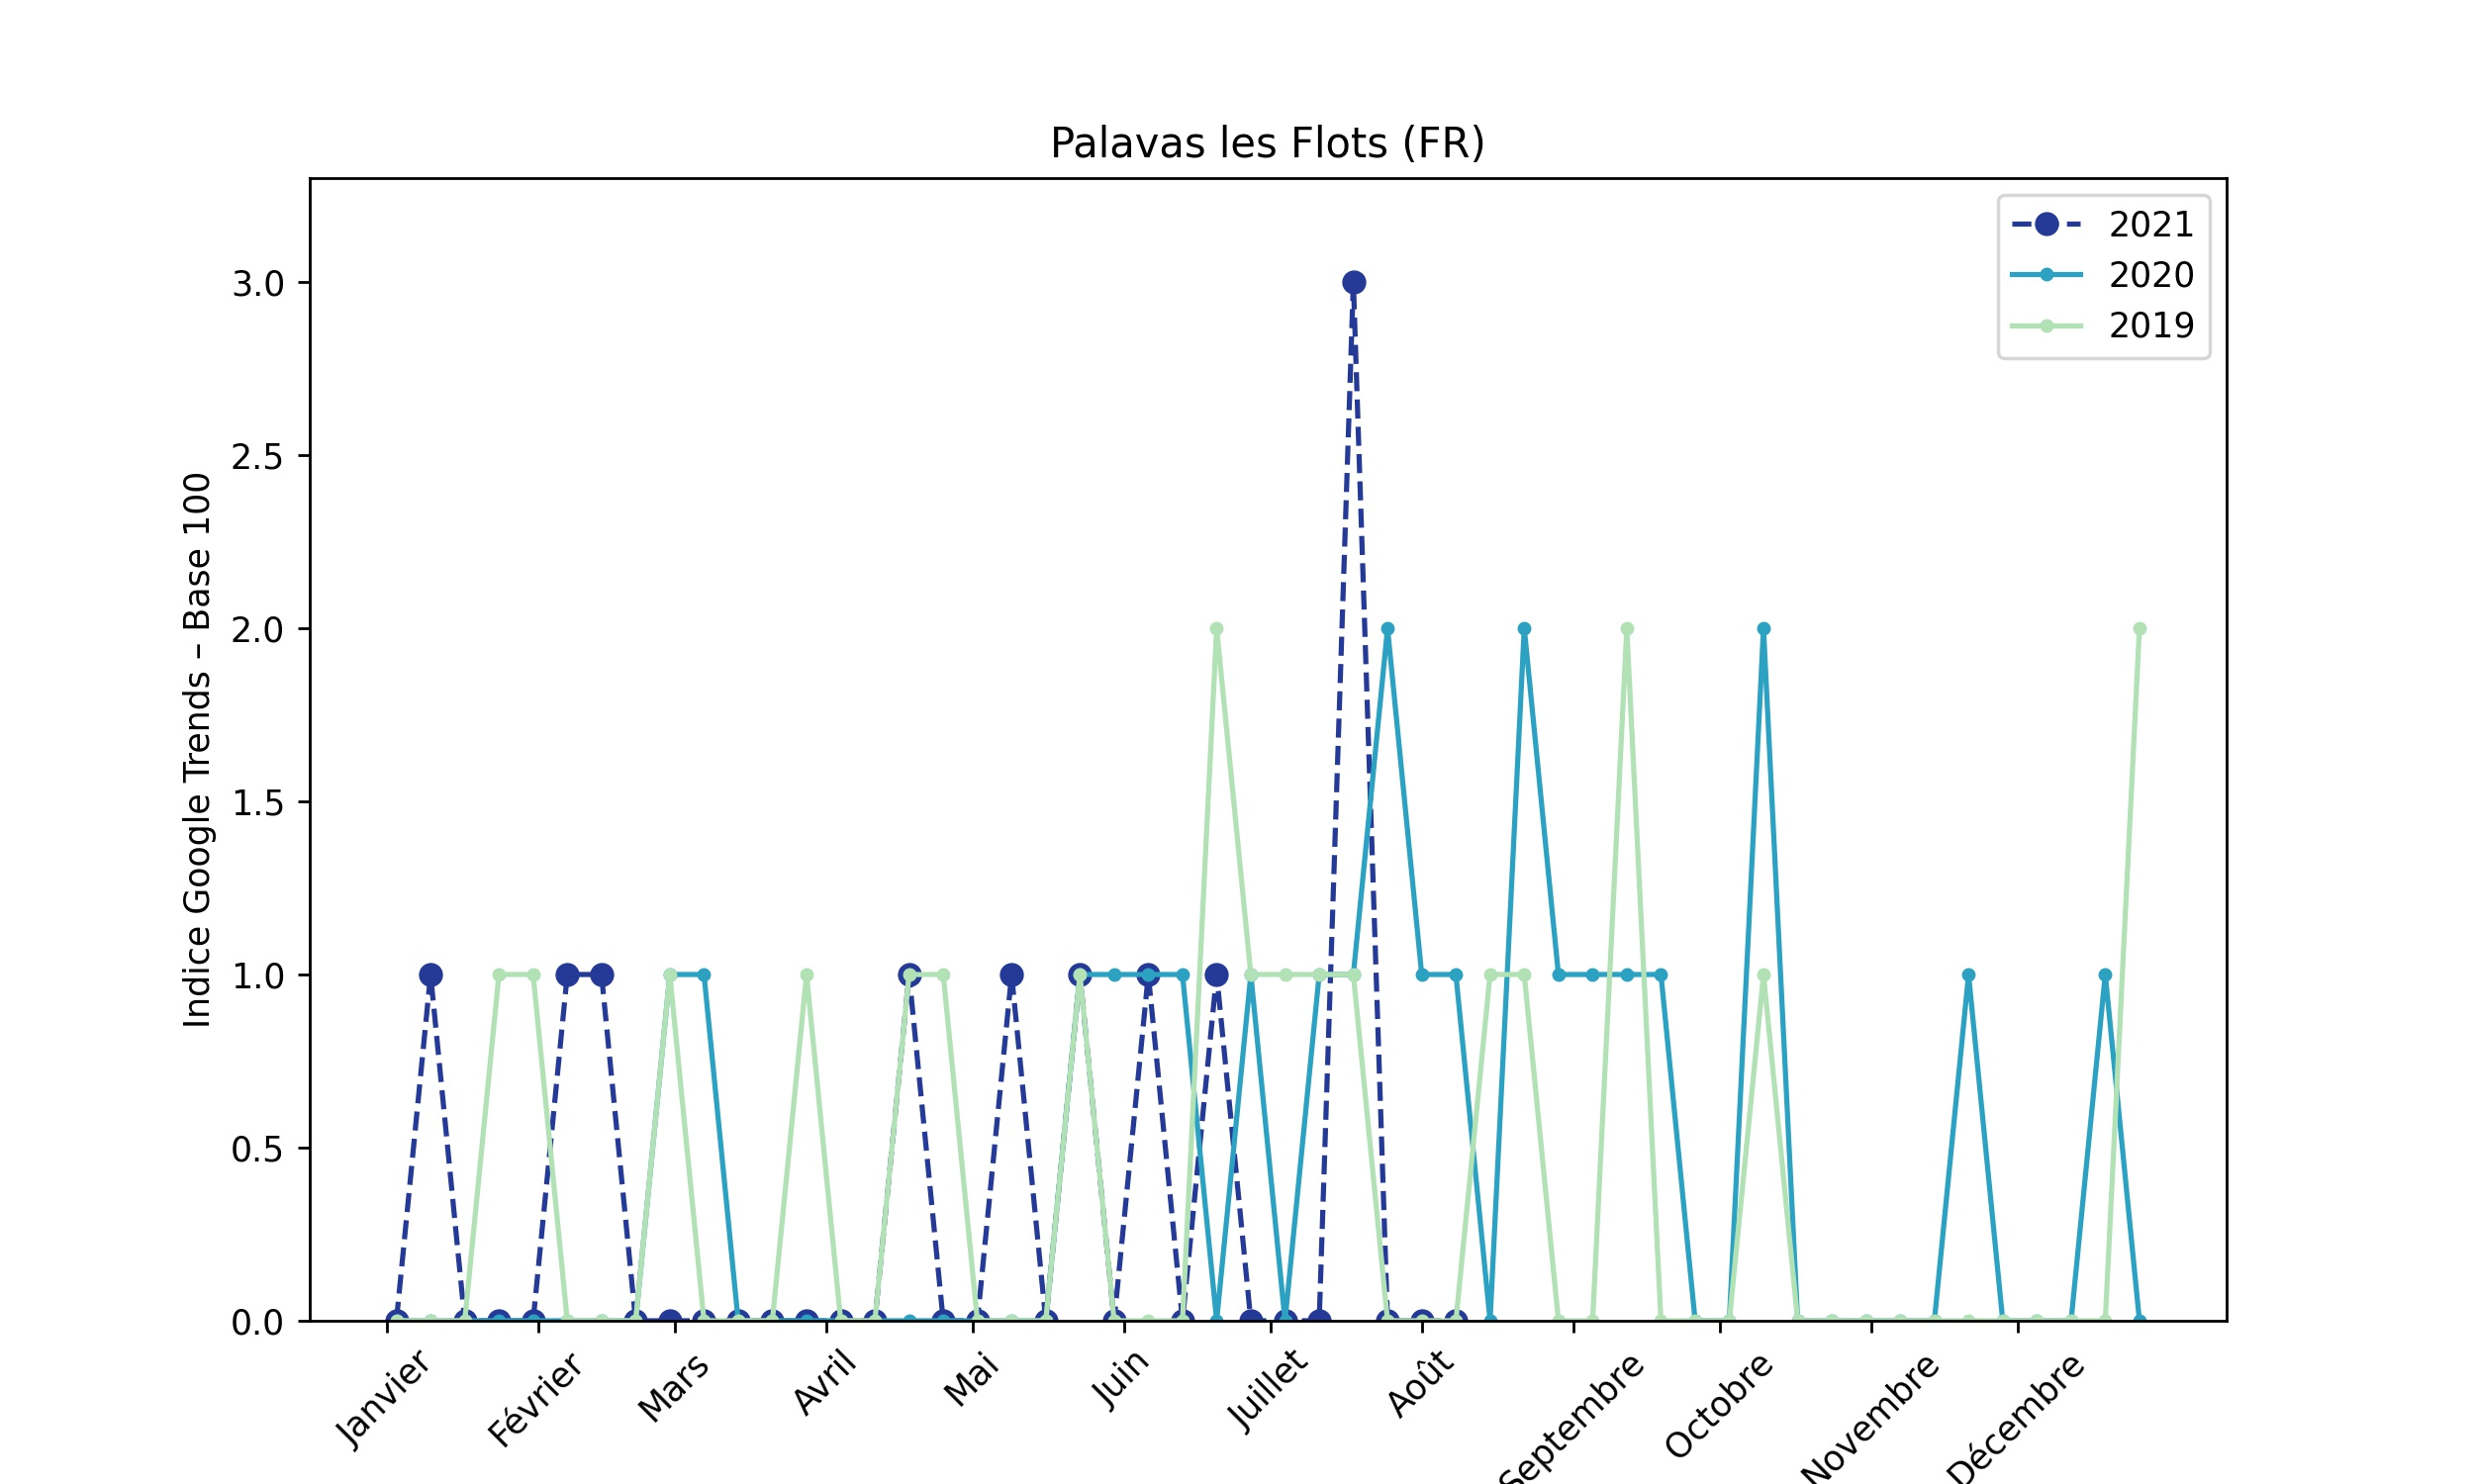 Palavas les Flots (FR)
2021
2020
2019
Indice Google Trends – Base 100
3.0
2.5
2.0
1.5
1.0
0.5
0.0
Janvier
Février
Mars
Avril
Mai
Juin
Juillet
Août
Septembre
Octobre
Novembre
Décembre